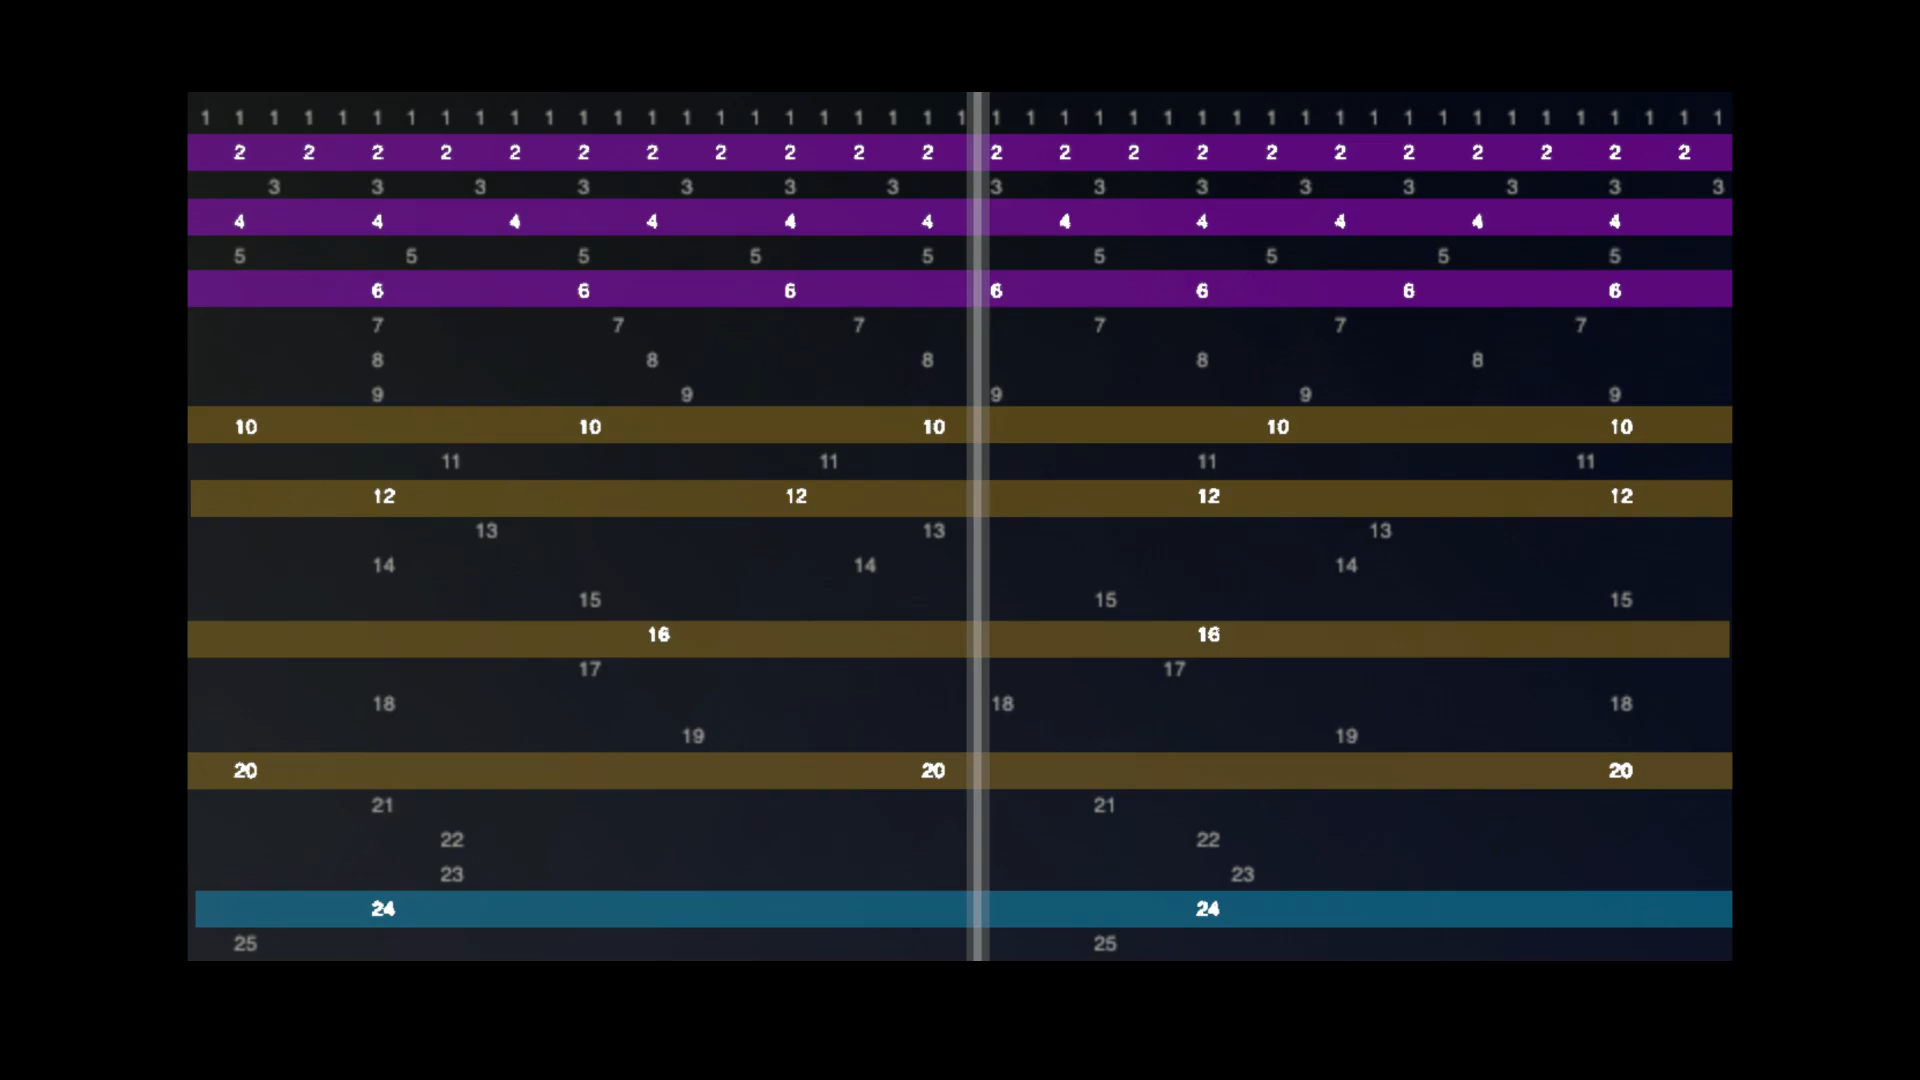 1 1 1 1 1 1 1 1 1 1 1 1 1 1 1 1 1 1 1 1 1 1 1 1 1 1 1 1 1 1 1 1 1 1 1 1 1 1 1 1 1 1 1 1 1
2 2 2 2 2 2 2 2 2 2 2 2 2 2 2 2 2 2 2 2 2 2
3 3 3 3 3 3 3 3 3 3 3 3 3 3 3
4 4 4 4 4 4 4 4 4 4 4
5 5 5 5 5 5 5 5 5
6 6 6 6 6 6 6
7 7 7 7 7 7
8 8 8 8 8
9 9 9 9 9
10 10 10 10 10
11 11 11 11
12 12 12 12
13 13 13
14 14 14
15 15 15
16 16
17 17
18 18 18
19 19
20 20 20
21 21
22 22
23 23
24 24
25 25